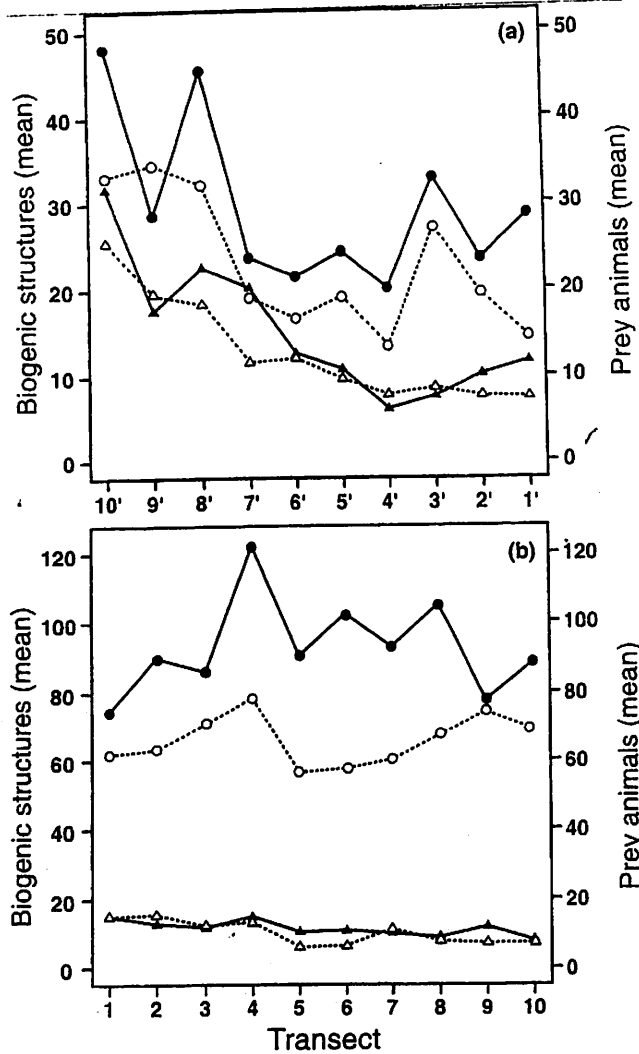 (a)
Biogenic structures (mean)
50
40
30
20
10
0
50
40
30
20
10
0
Prey animals (mean)
10' 9' 8' 7' 6' 5' 4' 3' 2' 1'
(b)
Biogenic structures (mean)
120
100
80
60
40
20
0
120
100
80
60
40
20
0
Prey animals (mean)
1 2 3 4 5 6 7 8 9 10
Transect